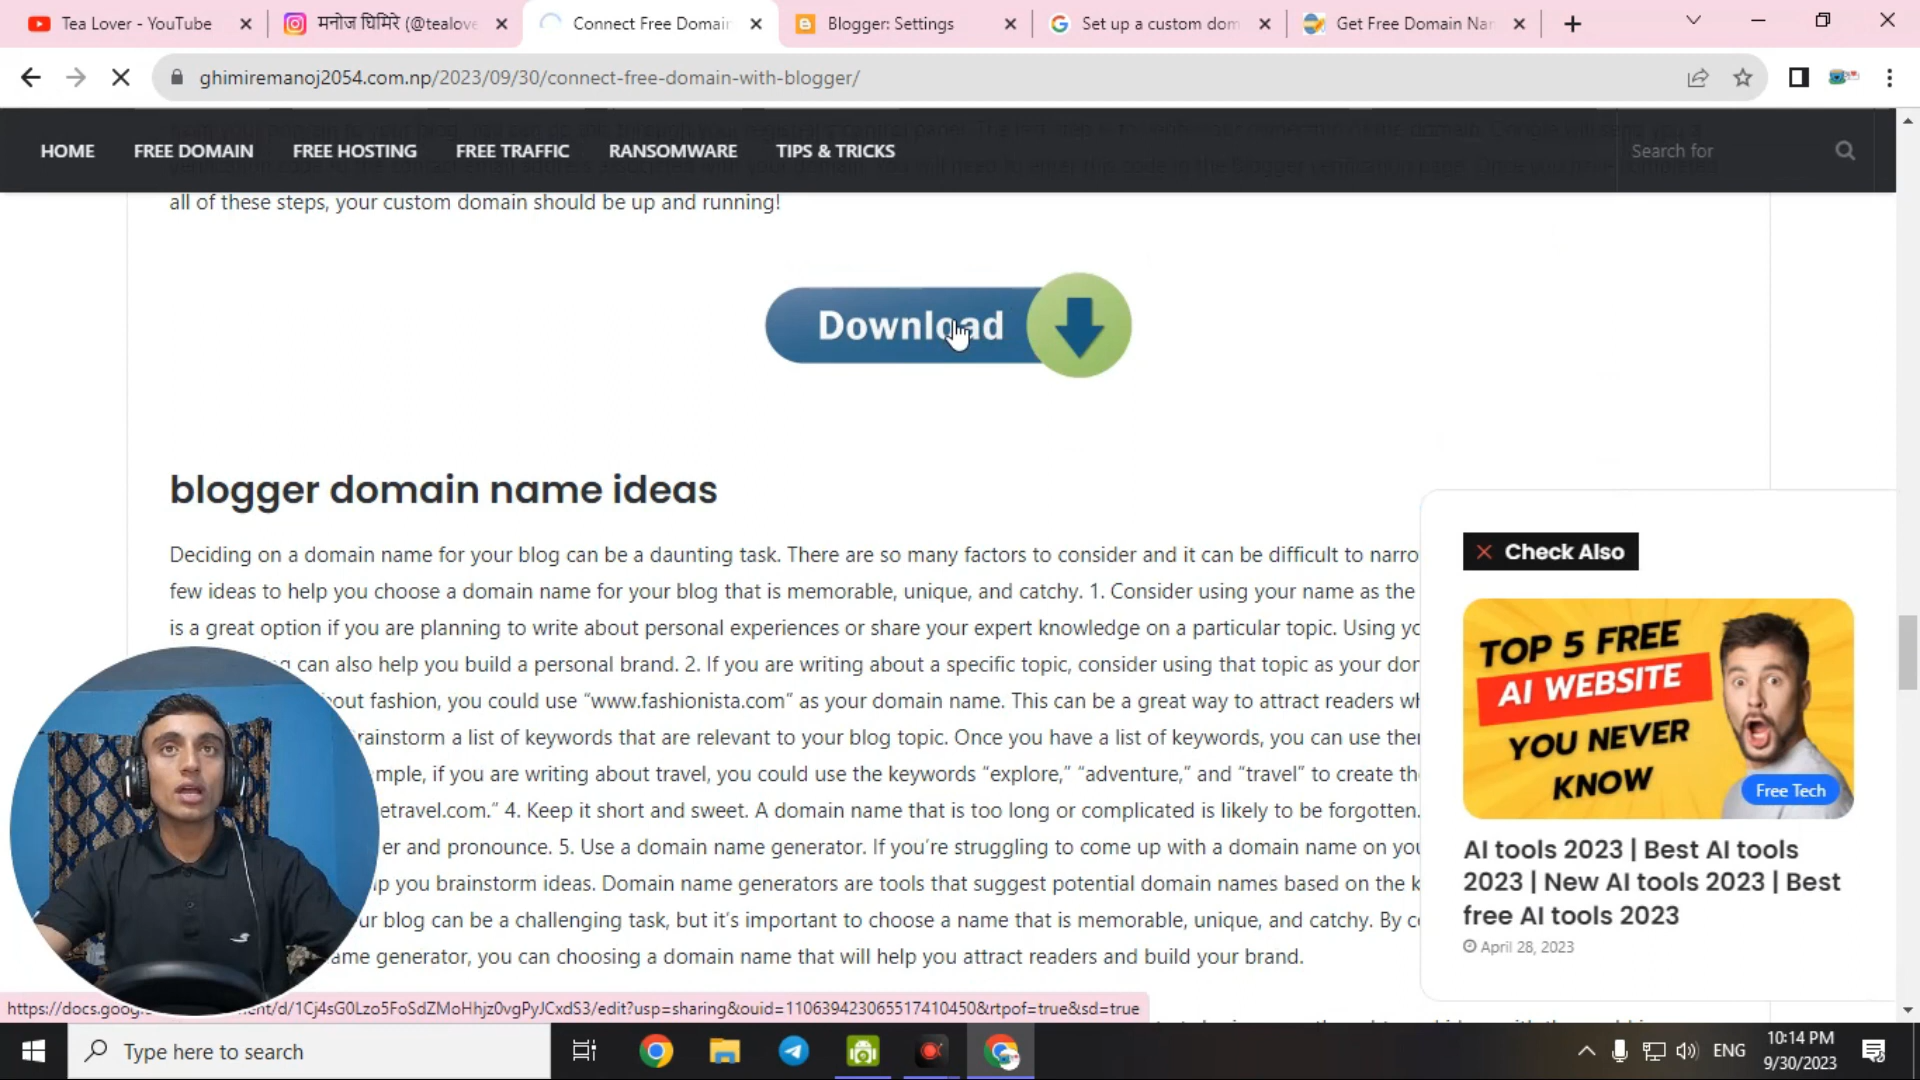 Tea Lover - YouTube
मनोज घिमिरे (@tealove
Connect Free Domain
Blogger: Settings
Set up a custom dom
Get Free Domain Nam
ghimiremanoj2054.com.np/2023/09/30/connect-free-domain-with-blogger/
HOME
FREE DOMAIN
FREE HOSTING
FREE TRAFFIC
RANSOMWARE
TIPS & TRICKS
Search for
all of these steps, your custom domain should be up and running!
Download
blogger domain name ideas
Deciding on a domain name for your blog can be a daunting task. There are so many factors to consider and it can be difficult to narro
few ideas to help you choose a domain name for your blog that is memorable, unique, and catchy. 1. Consider using your name as the
is a great option if you are planning to write about personal experiences or share your expert knowledge on a particular topic. Using yo
can also help you build a personal brand. 2. If you are writing about a specific topic, consider using that topic as your dor
out fashion, you could use “www.fashionista.com” as your domain name. This can be a great way to attract readers wh
rainstorm a list of keywords that are relevant to your blog topic. Once you have a list of keywords, you can use ther
mple, if you are writing about travel, you could use the keywords “explore,” “adventure,” and “travel” to create th
etravel.com.” 4. Keep it short and sweet. A domain name that is too long or complicated is likely to be forgotten.
er and pronounce. 5. Use a domain name generator. If you’re struggling to come up with a domain name on you
p you brainstorm ideas. Domain name generators are tools that suggest potential domain names based on the k
ur blog can be a challenging task, but it’s important to choose a name that is memorable, unique, and catchy. By co
ame generator, you can choosing a domain name that will help you attract readers and build your brand.
Check Also
TOP 5 FREE
AI WEBSITE
YOU NEVER
KNOW
Free Tech
AI tools 2023 | Best AI tools
2023 | New AI tools 2023 | Best
free AI tools 2023
April 28, 2023
https://docs.goog
ent/d/1Cj4sG0Lzo5FoSdZMoHhjz0vgPyJCxdS3/edit?usp=sharing&ouid=110639423065517410450&rtpof=true&sd=true
Type here to search
ENG
10:14 PM
9/30/2023